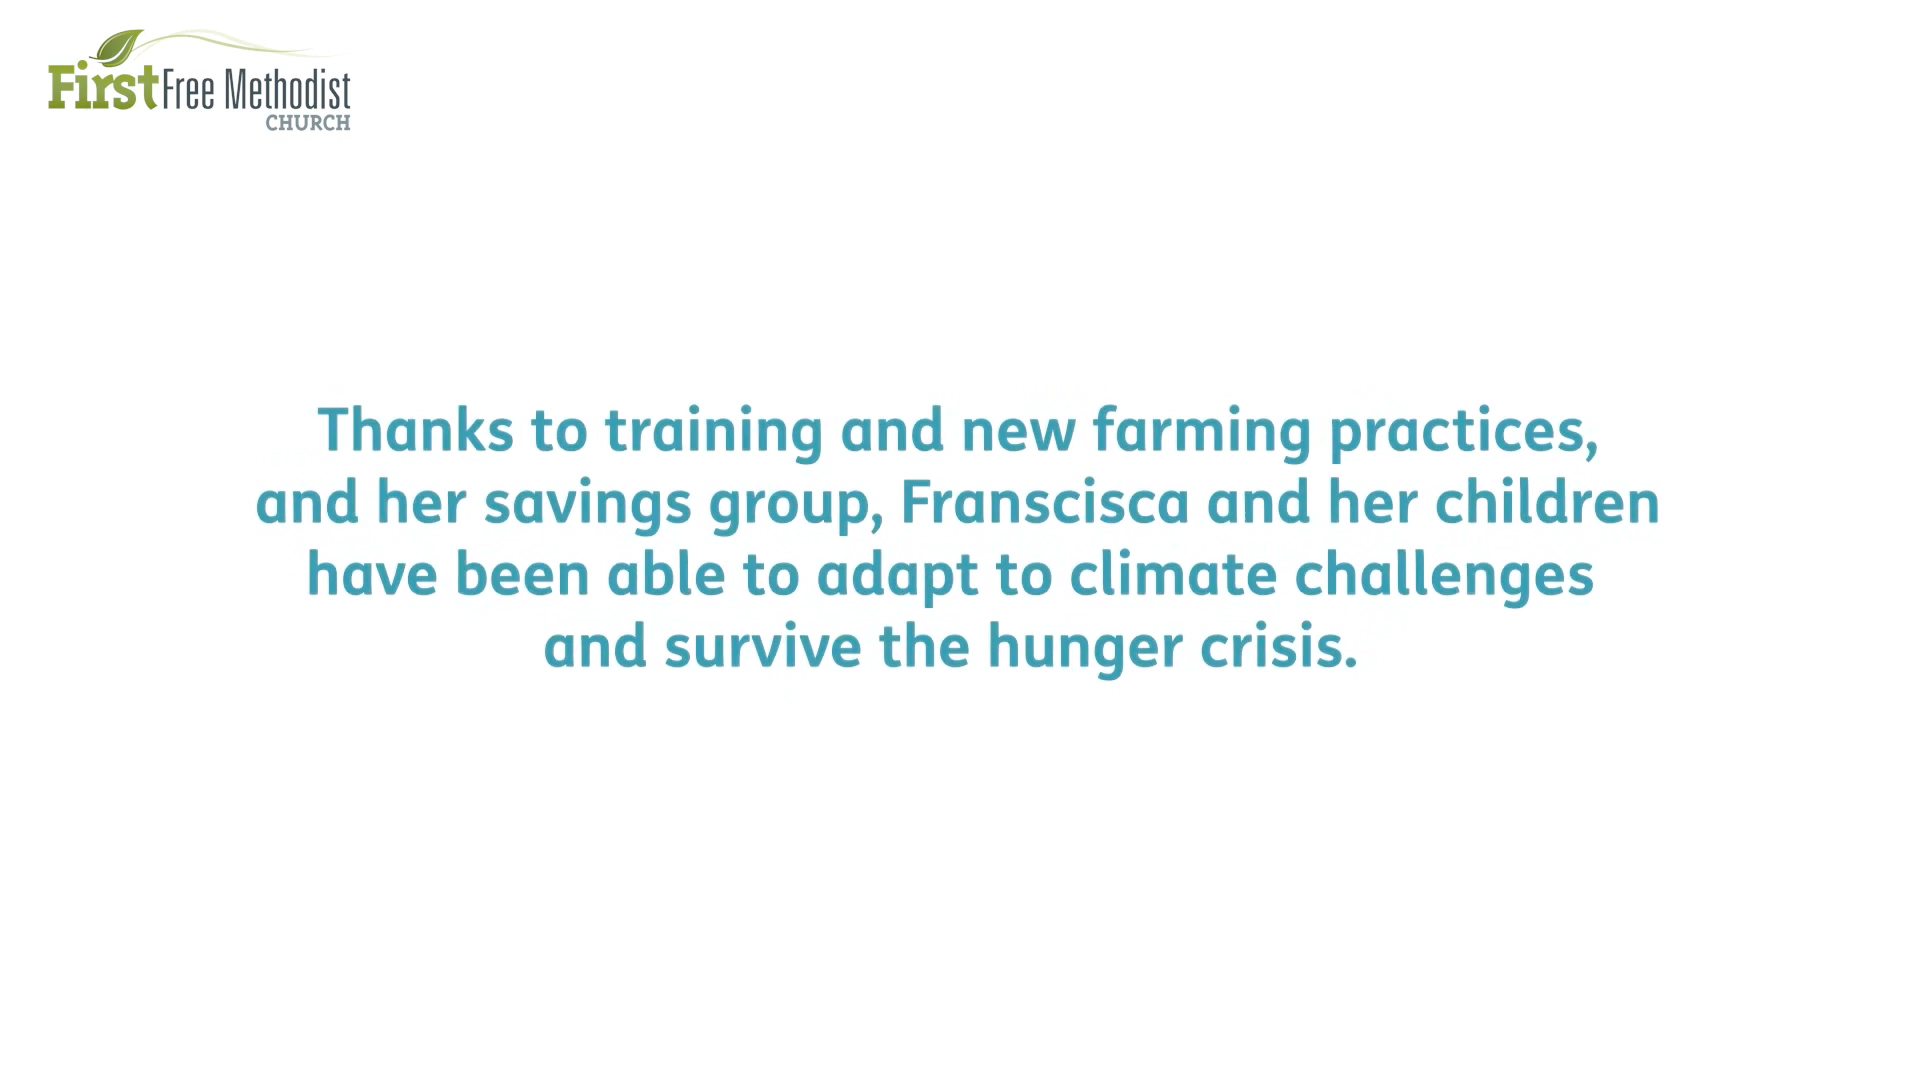 First Free Methodist
CHURCH
Thanks to training and new farming practices,
and her savings group, Franscisca and her children
have been able to adapt to climate challenges
and survive the hunger crisis.